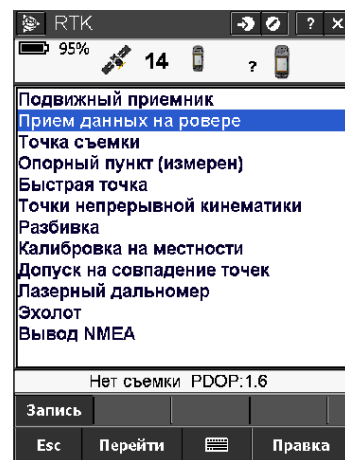 RTK ? X
95% 14 ?
Подвижный приемник
Прием данных на ровере
Точка съемки
Опорный пункт (измерен)
Быстрая точка
Точки непрерывной кинематики
Разбивка
Калибровка на местности
Допуск на совпадение точек
Лазерный дальномер
Эхолот
Вывод NMEA
Нет съемки PDOP:1.6
Запись
Esc Перейти Правка